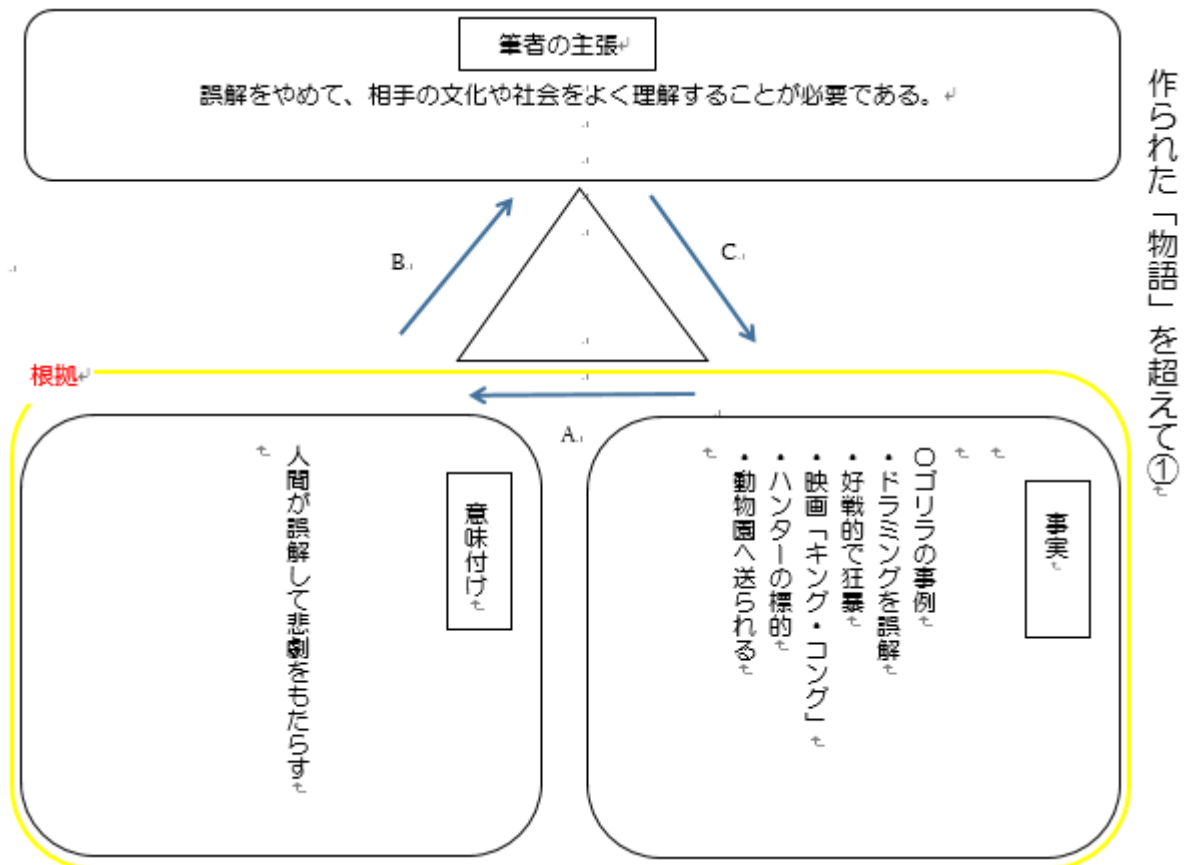 作られた「物語」を超えて①
筆者の主張
誤解をやめて、相手の文化や社会をよく理解することが必要である。
B.
C.
根拠
A.
事実
〇ゴリラの事例
・ドラミングを誤解
・好戦的で狂暴
・映画「キング・コング」
・ハンターの標的
・動物園へ送られる
意味付け
人間が誤解して悲劇をもたらす